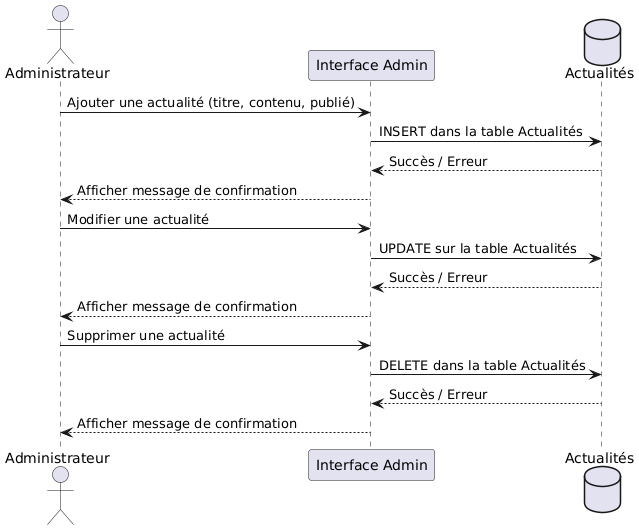 Administrateur
Interface Admin
Actualités
Ajouter une actualité (titre, contenu, publié)
INSERT dans la table Actualités
Succès / Erreur
Afficher message de confirmation
Modifier une actualité
UPDATE sur la table Actualités
Succès / Erreur
Afficher message de confirmation
Supprimer une actualité
DELETE dans la table Actualités
Succès / Erreur
Afficher message de confirmation
Administrateur
Interface Admin
Actualités